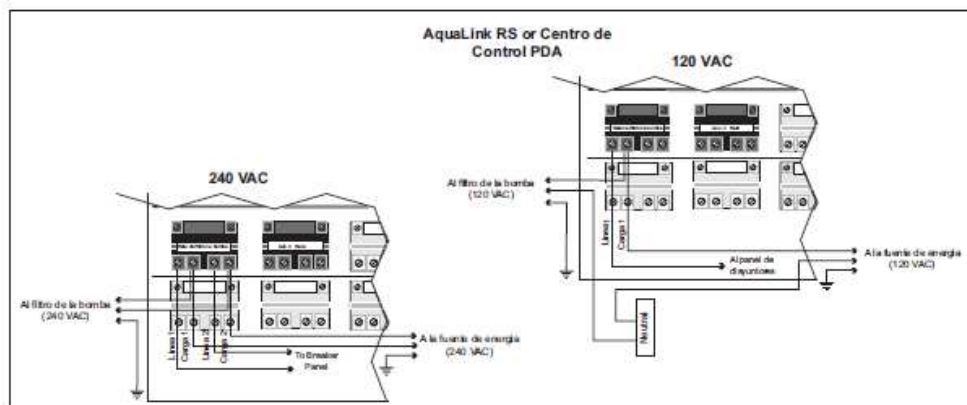 AquaLink RS or Centro de
Control PDA
120 VAC
Al filtro de la bomba
(120 VAC)
Línea 1
Carga 1
Al panel de
disyuntores
A la fuente de energía
(120 VAC)
Neutral
240 VAC
Al filtro de la bomba
(240 VAC)
Línea 1
Carga 1
Línea 2
Carga 2
To Breaker
Panel
A la fuente de energía
(240 VAC)